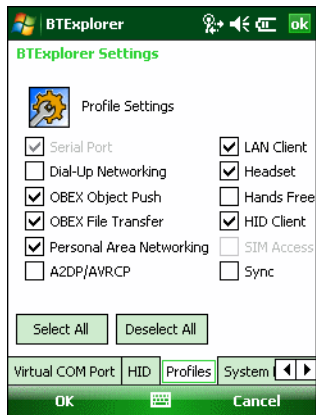 BTExplorer ok
BTExplorer Settings
Profile Settings
Serial Port LAN Client
Dial-Up Networking Headset
OBEX Object Push Hands Free
OBEX File Transfer HID Client
Personal Area Networking SIM Access
A2DP/AVRCP Sync
Select All Deselect All
Virtual COM Port HID Profiles System
OK Cancel